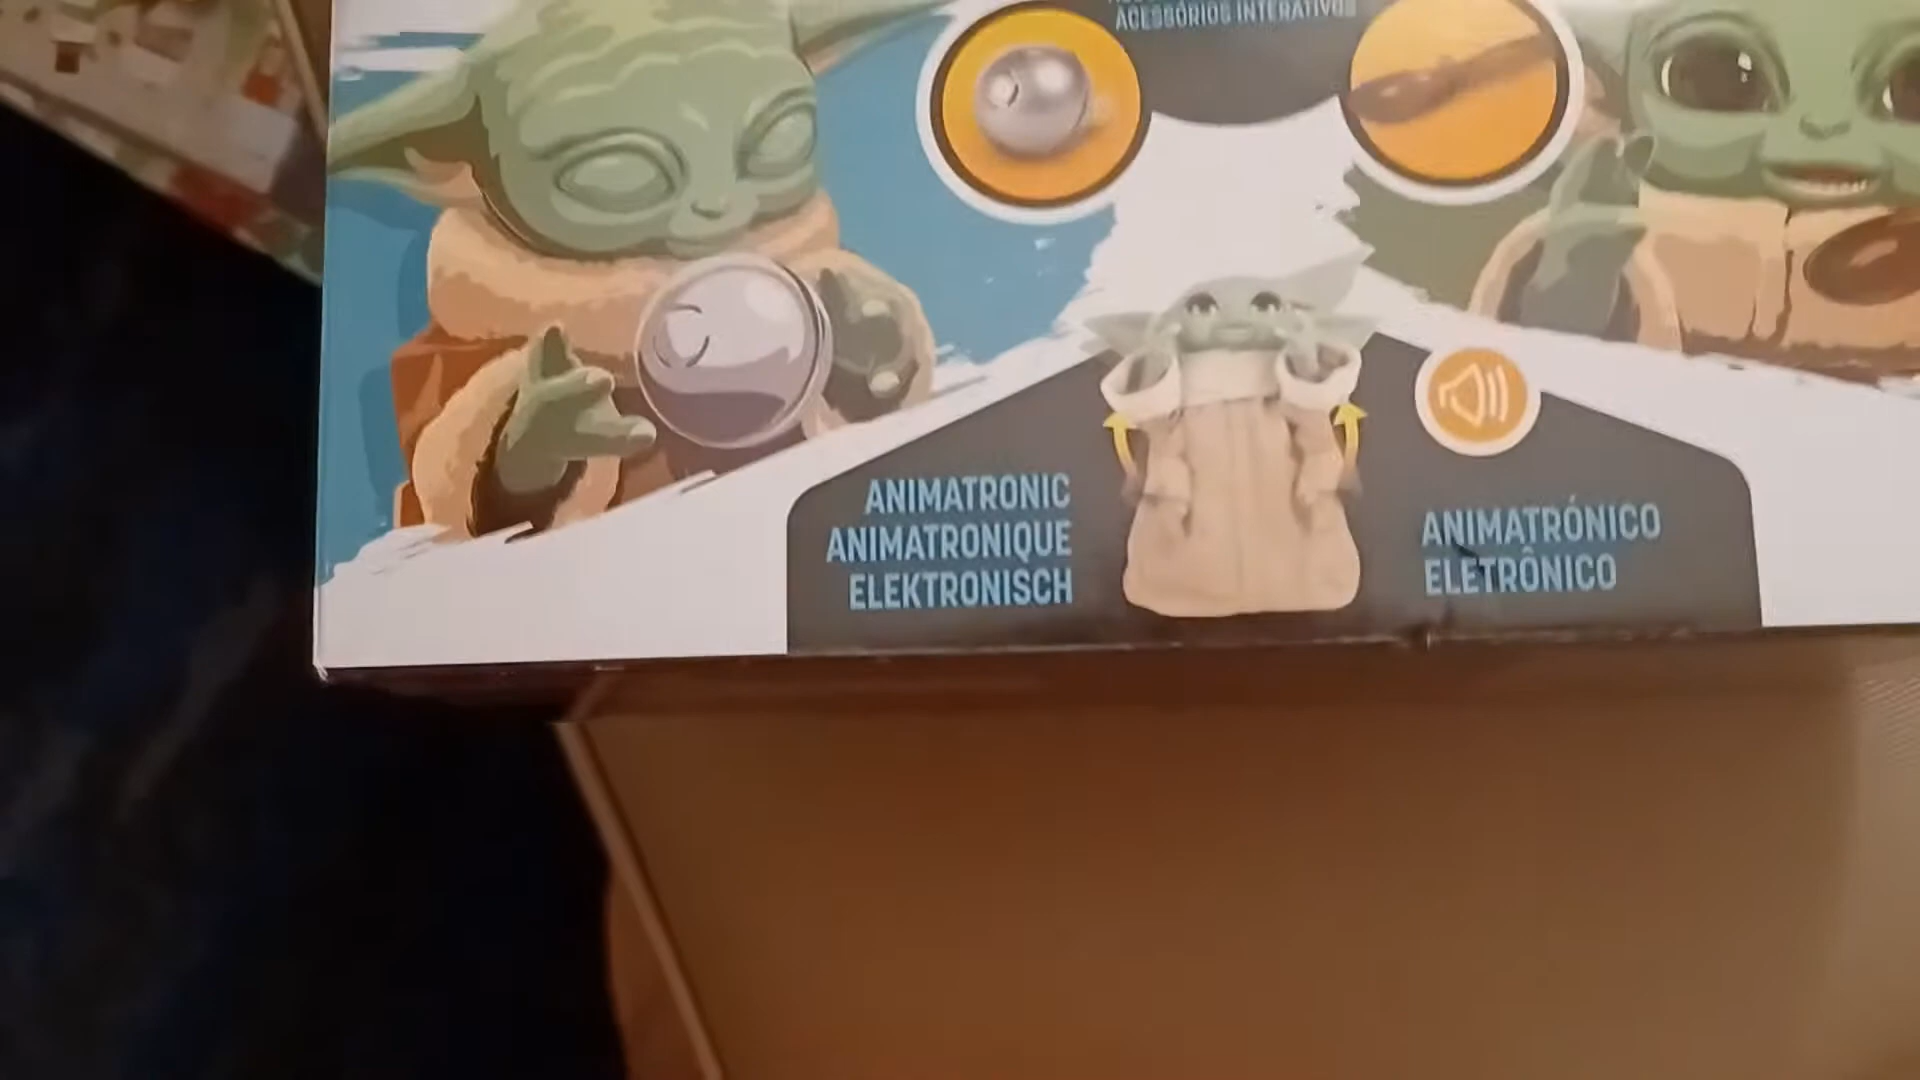 ACESSÓRIOS INTERATIVOS
ANIMATRONIC
ANIMATRONIQUE
ELEKTRONISCH
ANIMATRÓNICO
ELETRÔNICO